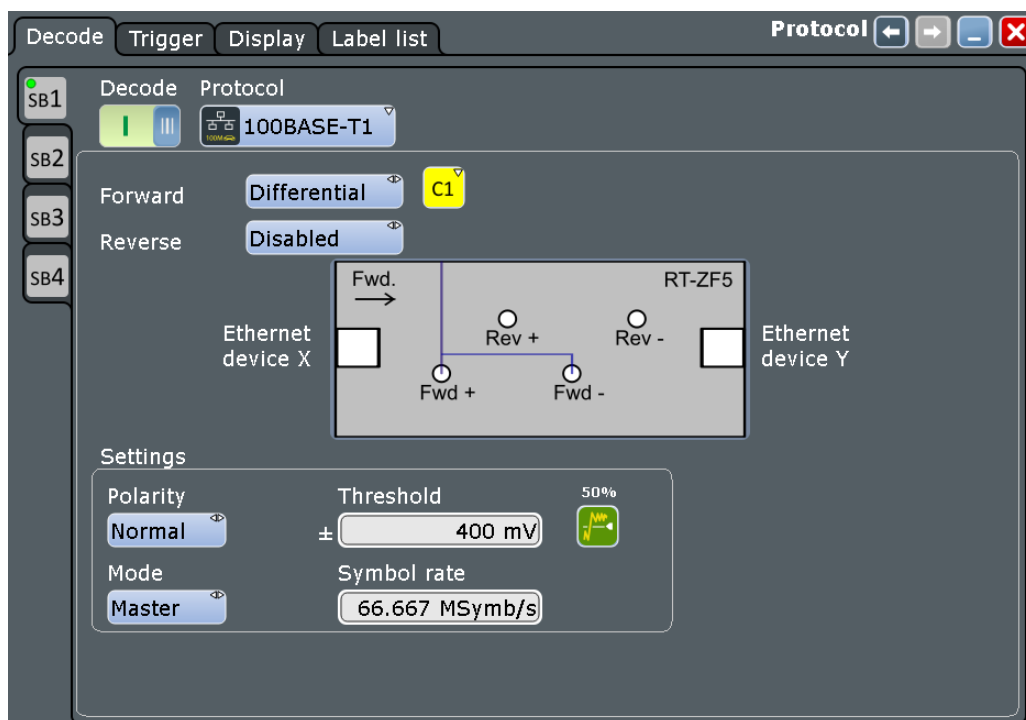 Decode Trigger Display Label list Protocol
SB1 Decode Protocol
100M 100BASE-T1
SB2
Forward Differential C1
SB3
Reverse Disabled
SB4
Fwd. RT-ZF5
Rev + Rev -
Ethernet device X
Ethernet device Y
Fwd + Fwd -
Settings
Polarity Threshold 50%
Normal ± 400 mV
Mode Symbol rate
Master 66.667 MSymb/s